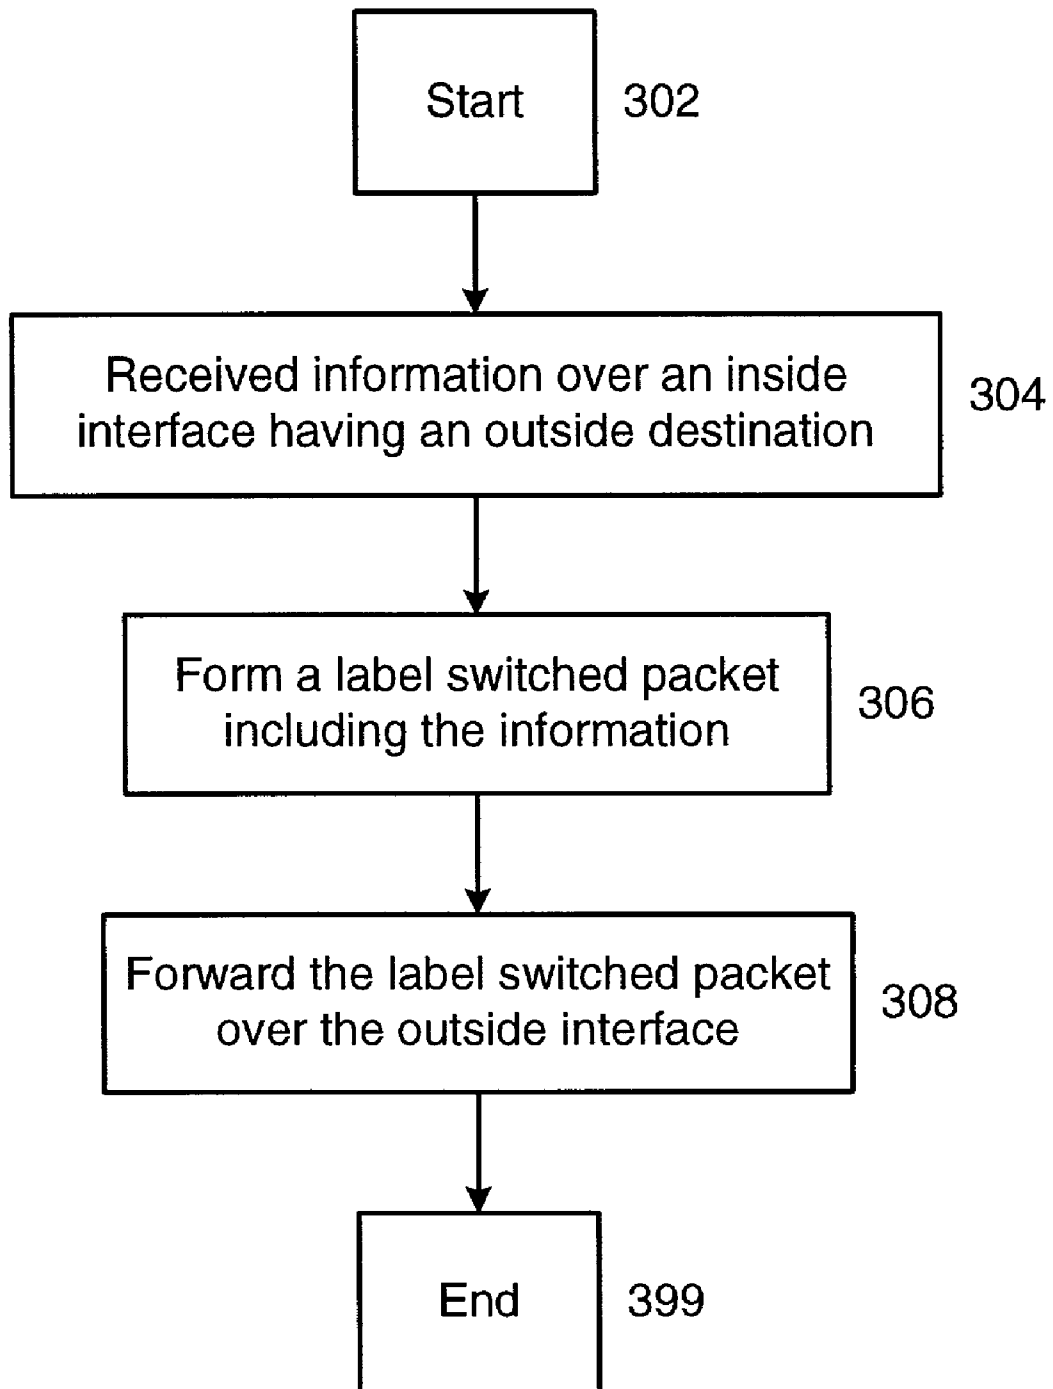 Start
302
Received information over an inside
interface having an outside destination
304
Form a label switched packet
including the information
306
Forward the label switched packet
over the outside interface
308
End
399